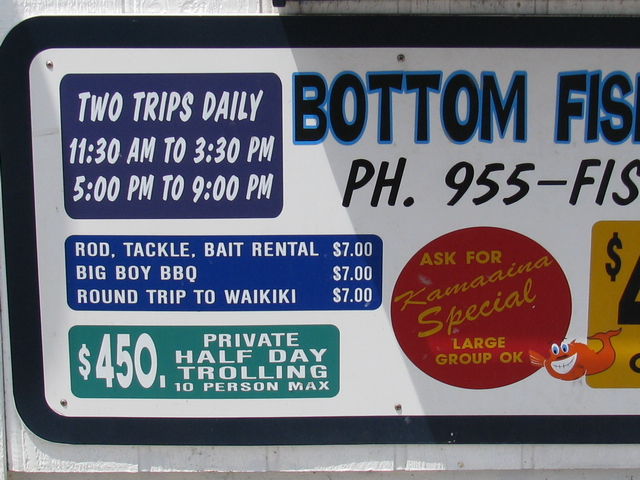 TWO TRIPS DAILY
11:30 AM TO 3:30 PM
5:00 PM TO 9:00 PM
BOTTOM FIS
PH. 955-FIS
ROD, TACKLE, BAIT RENTAL $7.00
BIG BOY BBQ $7.00
ROUND TRIP TO WAIKIKI $7.00
ASK FOR
Kamaaina
Special
LARGE
GROUP OK
$450.
PRIVATE
HALF DAY
TROLLING
10 PERSON MAX
$